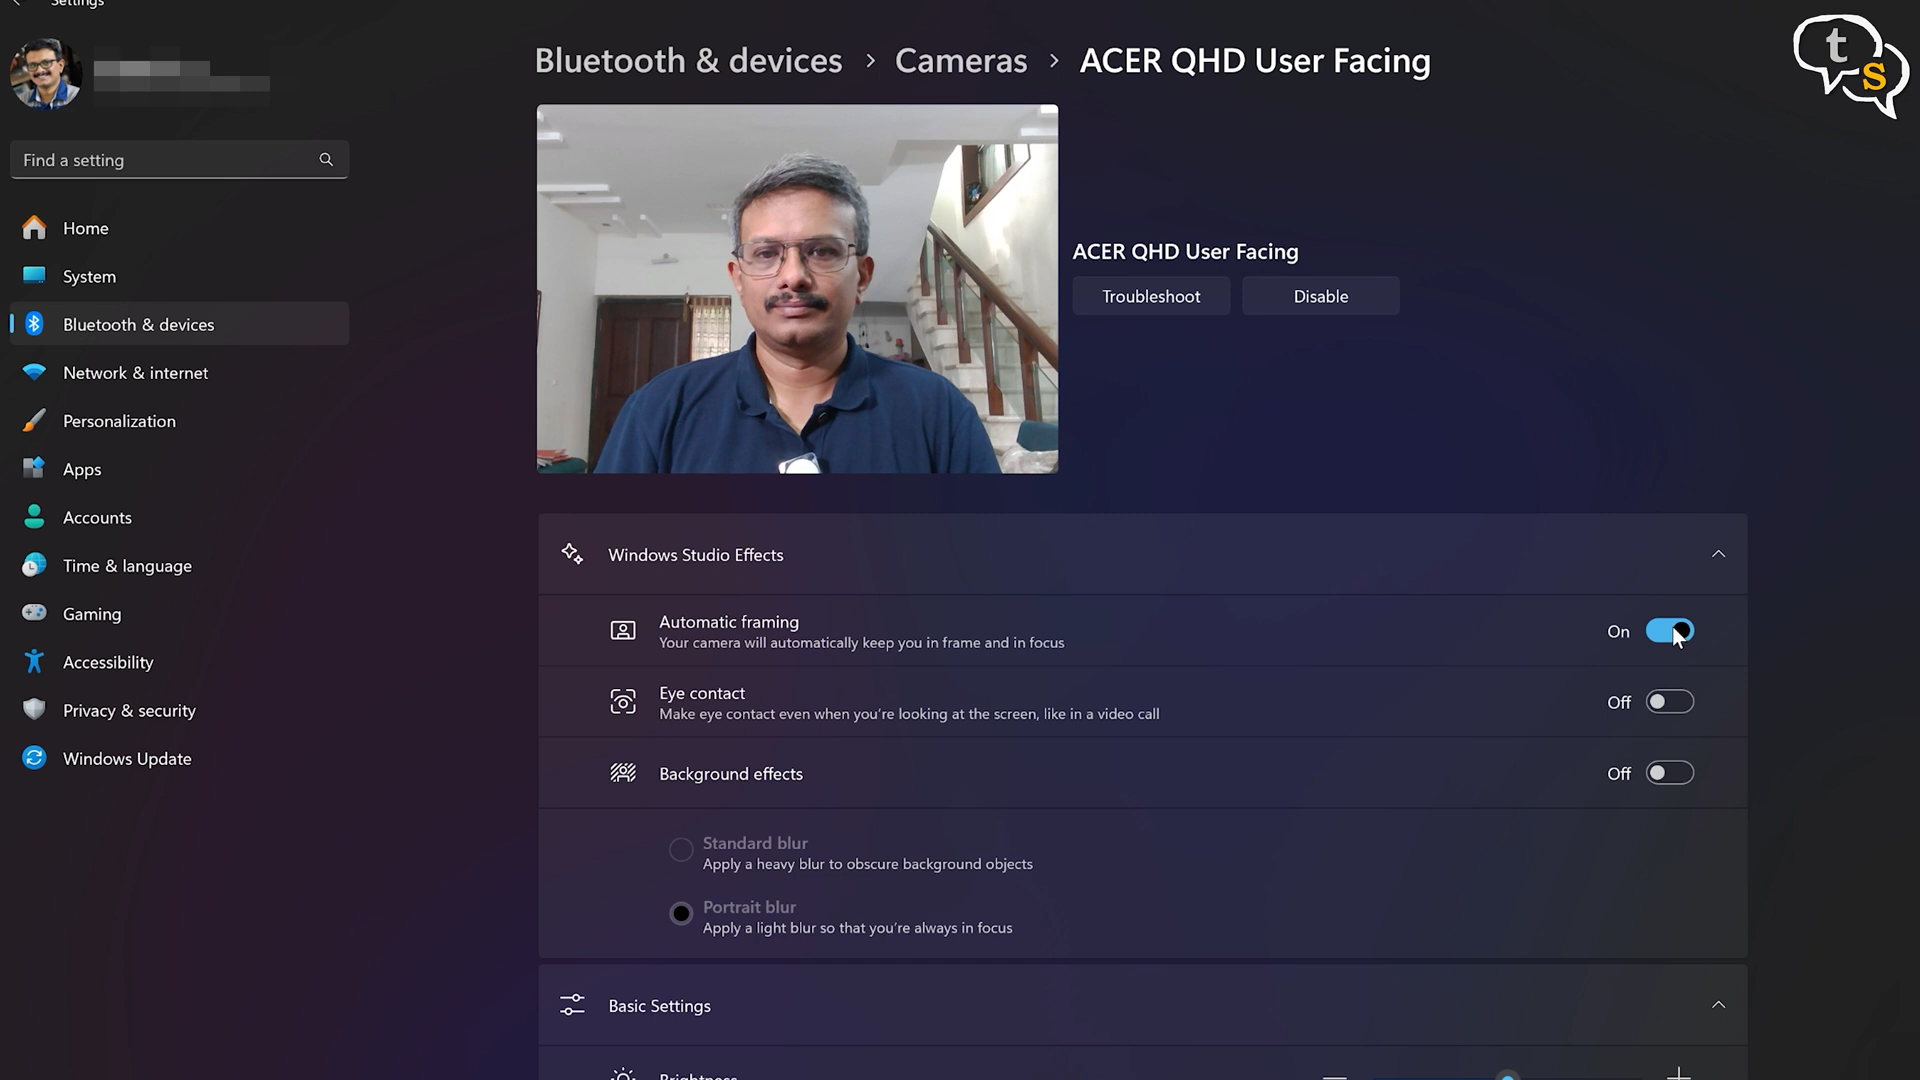 Settings
Bluetooth & devices > Cameras > ACER QHD User Facing
ts
Find a setting
Home
System
Bluetooth & devices
Network & internet
Personalization
Apps
Accounts
Time & language
Gaming
Accessibility
Privacy & security
Windows Update
ACER QHD User Facing
Troubleshoot
Disable
Windows Studio Effects
Automatic framing
Your camera will automatically keep you in frame and in focus
On
Eye contact
Make eye contact even when you're looking at the screen, like in a video call
Off
Background effects
Off
Standard blur
Apply a heavy blur to obscure background objects
Portrait blur
Apply a light blur so that you're always in focus
Basic Settings
Brightness